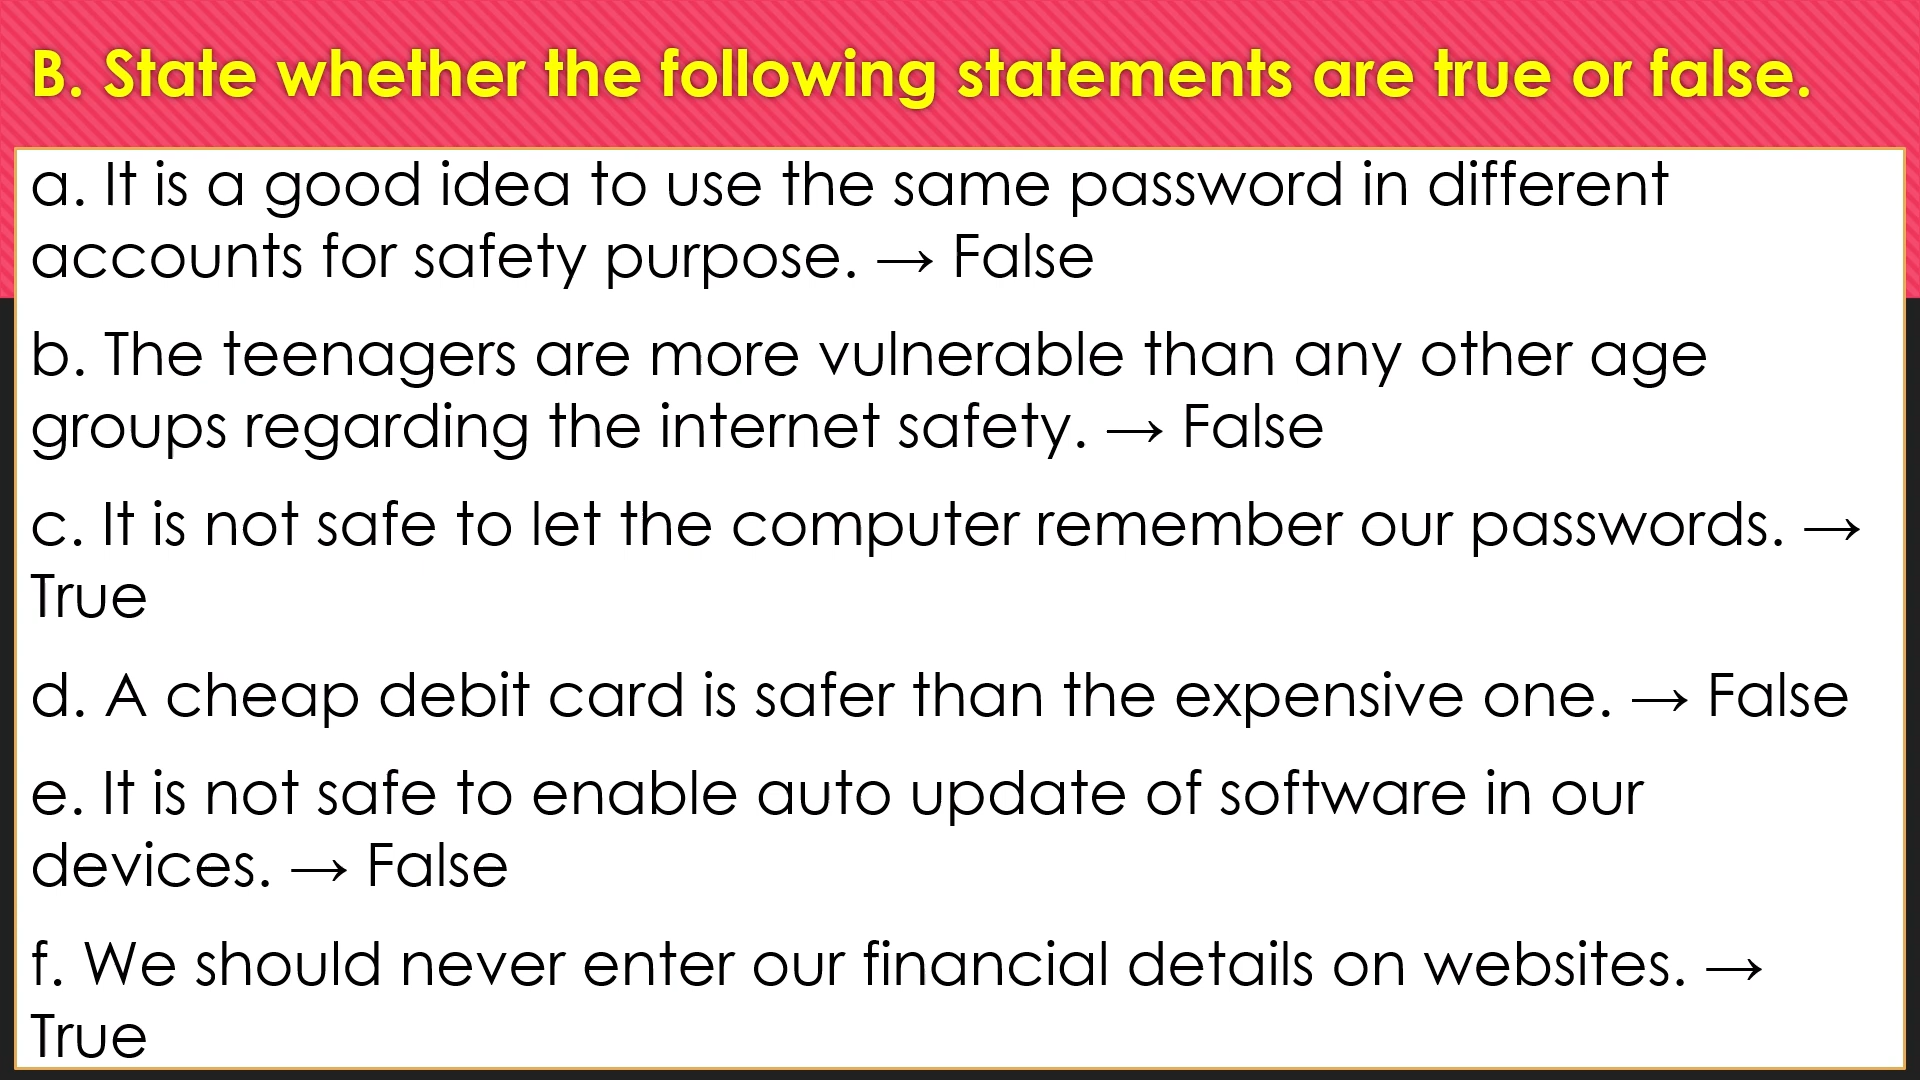 B. State whether the following statements are true or false.
a. It is a good idea to use the same password in different
accounts for safety purpose. → False
b. The teenagers are more vulnerable than any other age
groups regarding the internet safety. → False
c. It is not safe to let the computer remember our passwords. →
True
d. A cheap debit card is safer than the expensive one. → False
e. It is not safe to enable auto update of software in our
devices. → False
f. We should never enter our financial details on websites. →
True